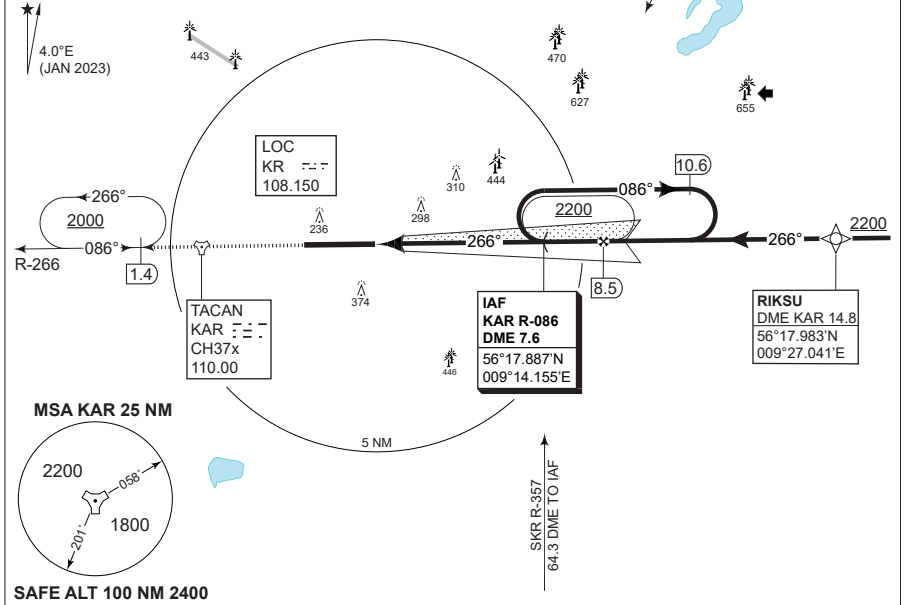 4.0°E
(JAN 2023)
443
470
627
655
LOC
KR
108.150
310
444
298
236
374
446
10.6
086°
2200
266°
8.5
266°
2200
266°
2000
086°
R-266
1.4
TACAN
KAR
CH37x
110.00
IAF
KAR R-086
DME 7.6
56°17.887'N
009°14.155'E
RIKSU
DME KAR 14.8
56°17.983'N
009°27.041'E
5 NM
SKR R-357
64.3 DME TO IAF
MSA KAR 25 NM
2200
058°
1800
201°
SAFE ALT 100 NM 2400